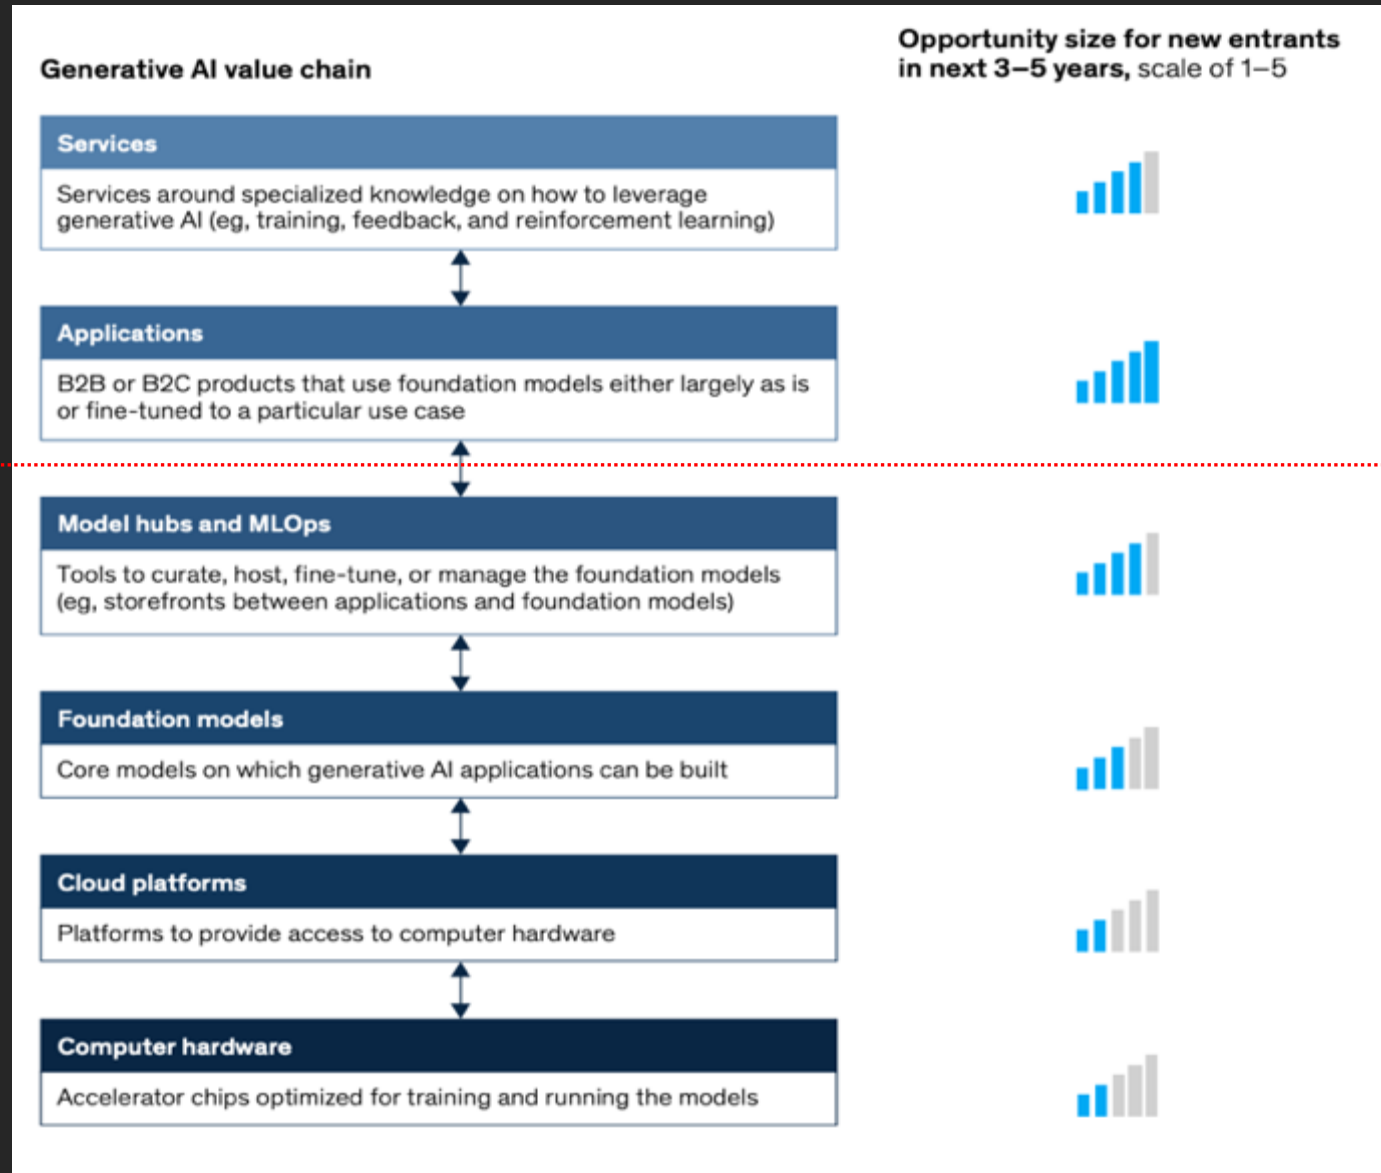 Generative AI value chain
Opportunity size for new entrants
in next 3–5 years, scale of 1–5
Services
Services around specialized knowledge on how to leverage
generative AI (eg, training, feedback, and reinforcement learning)
Applications
B2B or B2C products that use foundation models either largely as is
or fine-tuned to a particular use case
Model hubs and MLOps
Tools to curate, host, fine-tune, or manage the foundation models
(eg, storefronts between applications and foundation models)
Foundation models
Core models on which generative AI applications can be built
Cloud platforms
Platforms to provide access to computer hardware
Computer hardware
Accelerator chips optimized for training and running the models